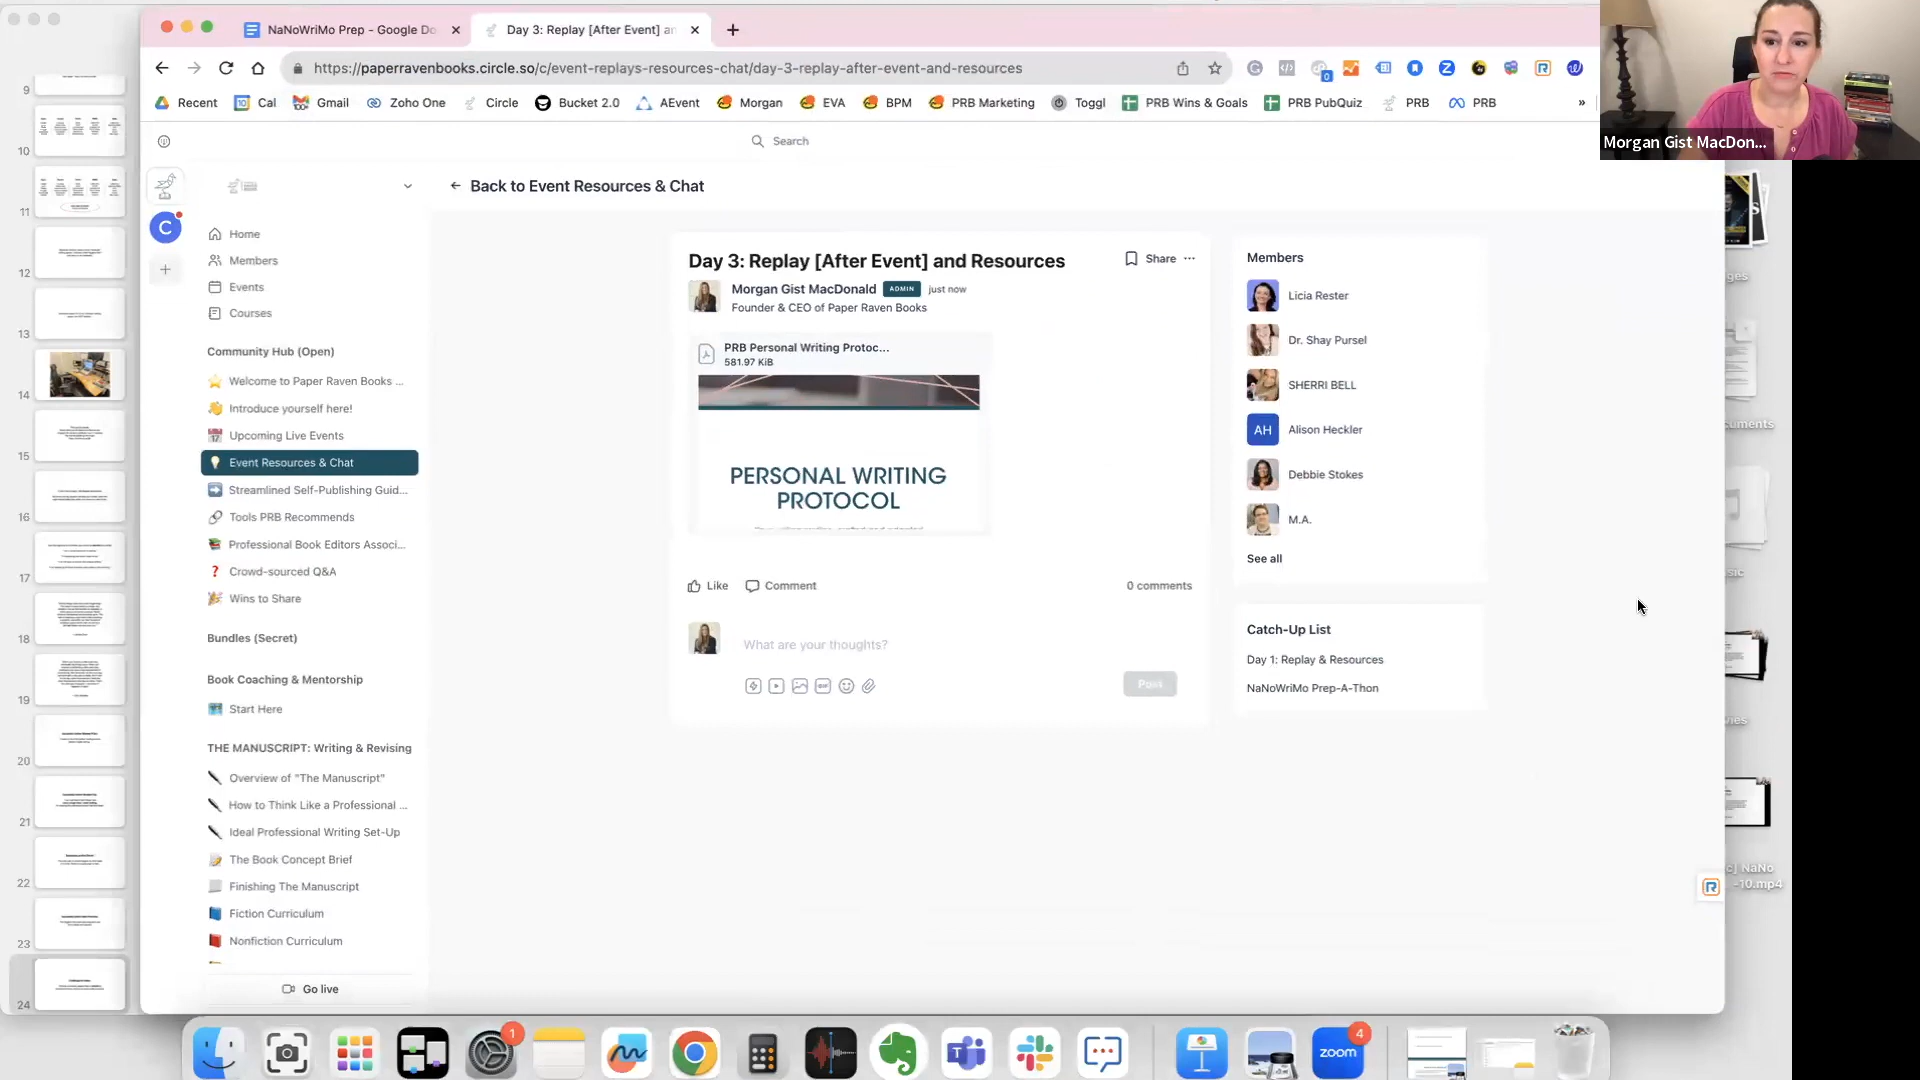 NaNoWriMo Prep - Google Do
Day 3: Replay [After Event] an
https://paperravenbooks.circle.so/c/event-replays-resources-chat/day-3-replay-after-event-and-resources
Recent
Cal
Gmail
Zoho One
Circle
Bucket 2.0
AEvent
Morgan
EVA
BPM
PRB Marketing
Toggl
PRB Wins & Goals
PRB PubQuiz
PRB
PRB
»
Morgan Gist MacDon...
Search
C
Back to Event Resources & Chat
Home
Members
Events
Courses
Community Hub (Open)
Welcome to Paper Raven Books ...
Introduce yourself here!
Upcoming Live Events
Event Resources & Chat
Streamlined Self-Publishing Guid...
Tools PRB Recommends
Professional Book Editors Associ...
Crowd-sourced Q&A
Wins to Share
Bundles (Secret)
Book Coaching & Mentorship
Start Here
THE MANUSCRIPT: Writing & Revising
Overview of "The Manuscript"
How to Think Like a Professional ...
Ideal Professional Writing Set-Up
The Book Concept Brief
Finishing The Manuscript
Fiction Curriculum
Nonfiction Curriculum
Go live
Day 3: Replay [After Event] and Resources
Share
Morgan Gist MacDonald ADMIN just now
Founder & CEO of Paper Raven Books
PRB Personal Writing Protoc...
581.97 KiB
PERSONAL WRITING
PROTOCOL
Like
Comment
0 comments
What are your thoughts?
GIF
Post
Members
Licia Rester
Dr. Shay Pursel
SHERRI BELL
AH
Alison Heckler
Debbie Stokes
M.A.
See all
Catch-Up List
Day 1: Replay & Resources
NaNoWriMo Prep-A-Thon
9
10
11
12
13
14
15
16
17
18
19
20
21
22
23
24
ges
cuments
sic
vies
c] NaNo
-10.mp4
1
zoom
4